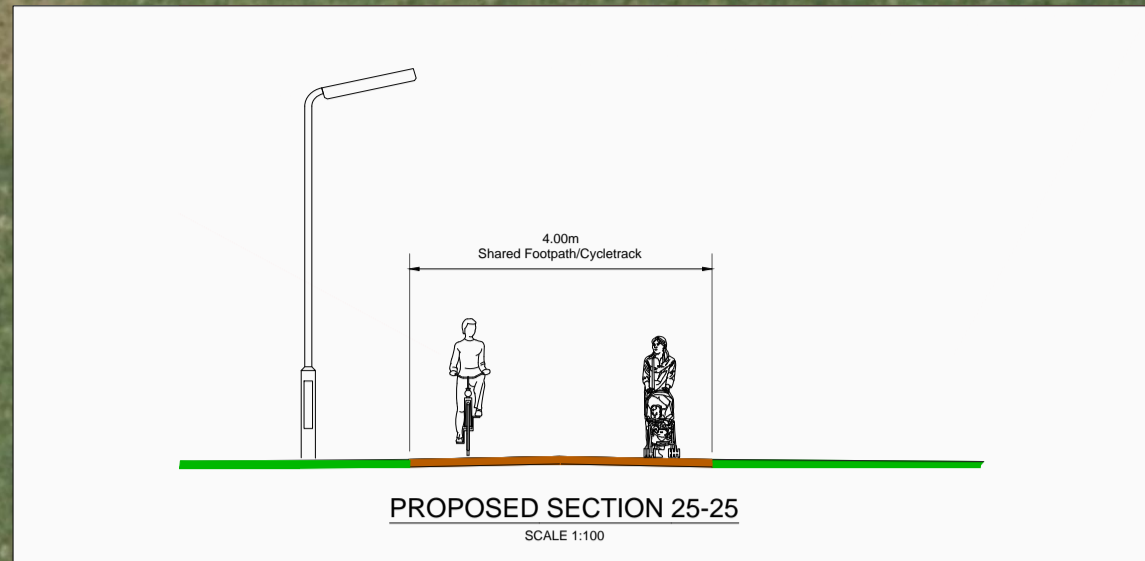 4.00m
Shared Footpath/Cycletrack
PROPOSED SECTION 25-25
SCALE 1:100